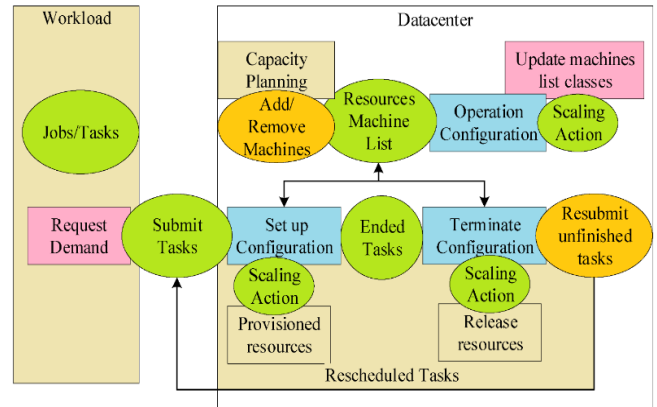 Workload
Datacenter
Capacity
Planning
Update machines
list classes
Add/
Remove
Machines
Resources
Machine
List
Operation
Configuration
Scaling
Action
Jobs/Tasks
Request
Demand
Submit
Tasks
Set up
Configuration
Ended
Tasks
Terminate
Configuration
Resubmit
unfinished
tasks
Scaling
Action
Scaling
Action
Provisioned
resources
Release
resources
Rescheduled Tasks